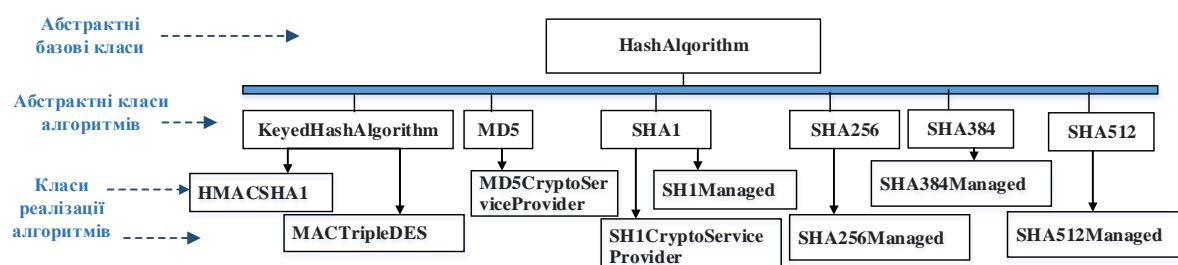 Абстрактні
базові класи
HashAlqorithm
Абстрактні класи
алгоритмів
KeyedHashAlgorithm
MD5
SHA1
SHA256
SHA384
SHA512
Класи
реалізації
алгоритмів
HMACSHA1
MACTripleDES
MD5CryptoSer
viceProvider
SH1Managed
SH1CryptoService
Provider
SHA256Managed
SHA384Managed
SHA512Managed